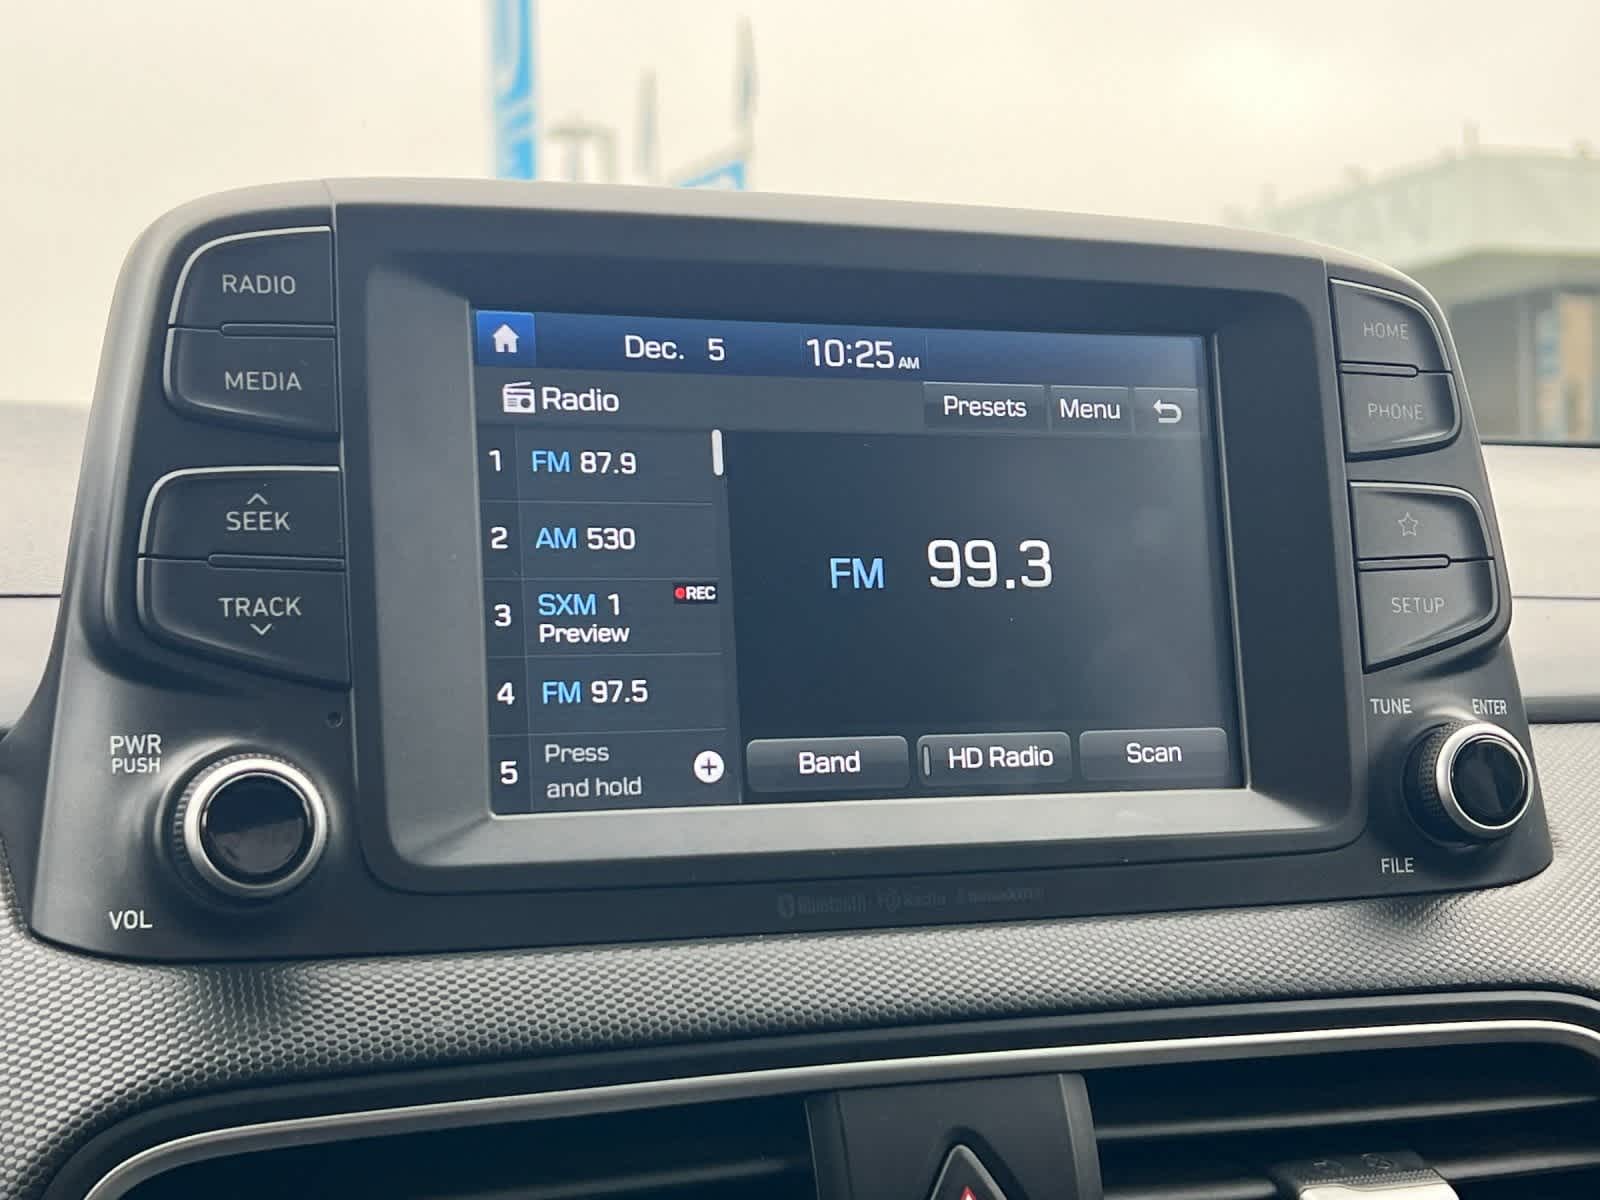 RADIO
MEDIA
SEEK
TRACK
PWR
PUSH
VOL
Dec. 5 10:25 AM
Radio
Presets Menu
1 FM 87.9
2 AM 530
3 SXM 1 REC
Preview
4 FM 97.5
5 Press
and hold
FM 99.3
Band HD Radio Scan
HOME
PHONE
SETUP
TUNE ENTER
FILE
Bluetooth